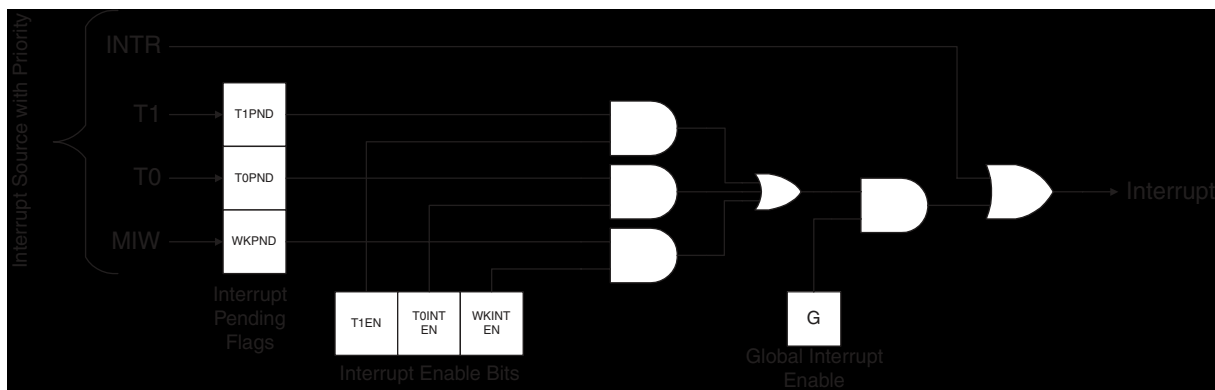 Interrupt Source with Priority
INTR
T1
T1PND
T0
T0PND
MIW
WKPND
Interrupt
Pending
Flags
T1EN
T0INT
EN
WKINT
EN
Interrupt Enable Bits
G
Global Interrupt
Enable
Interrupt